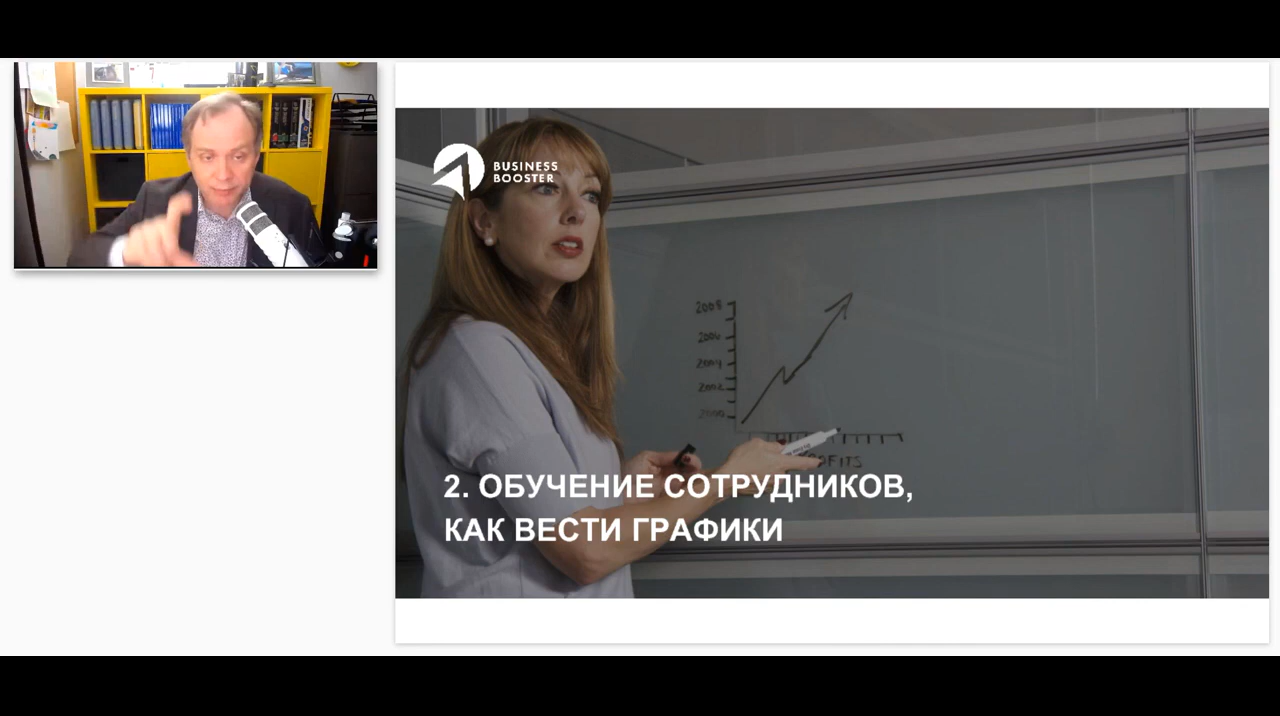 BUSINESS
BOOSTER
2008
2006
2004
2002
2000
2. ОБУЧЕНИЕ СОТРУДНИКОВ,
КАК ВЕСТИ ГРАФИКИ